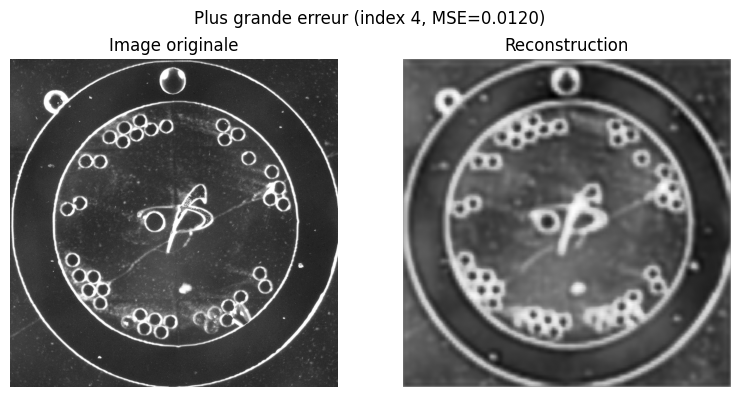 Plus grande erreur (index 4, MSE=0.0120)
Image originale
Reconstruction